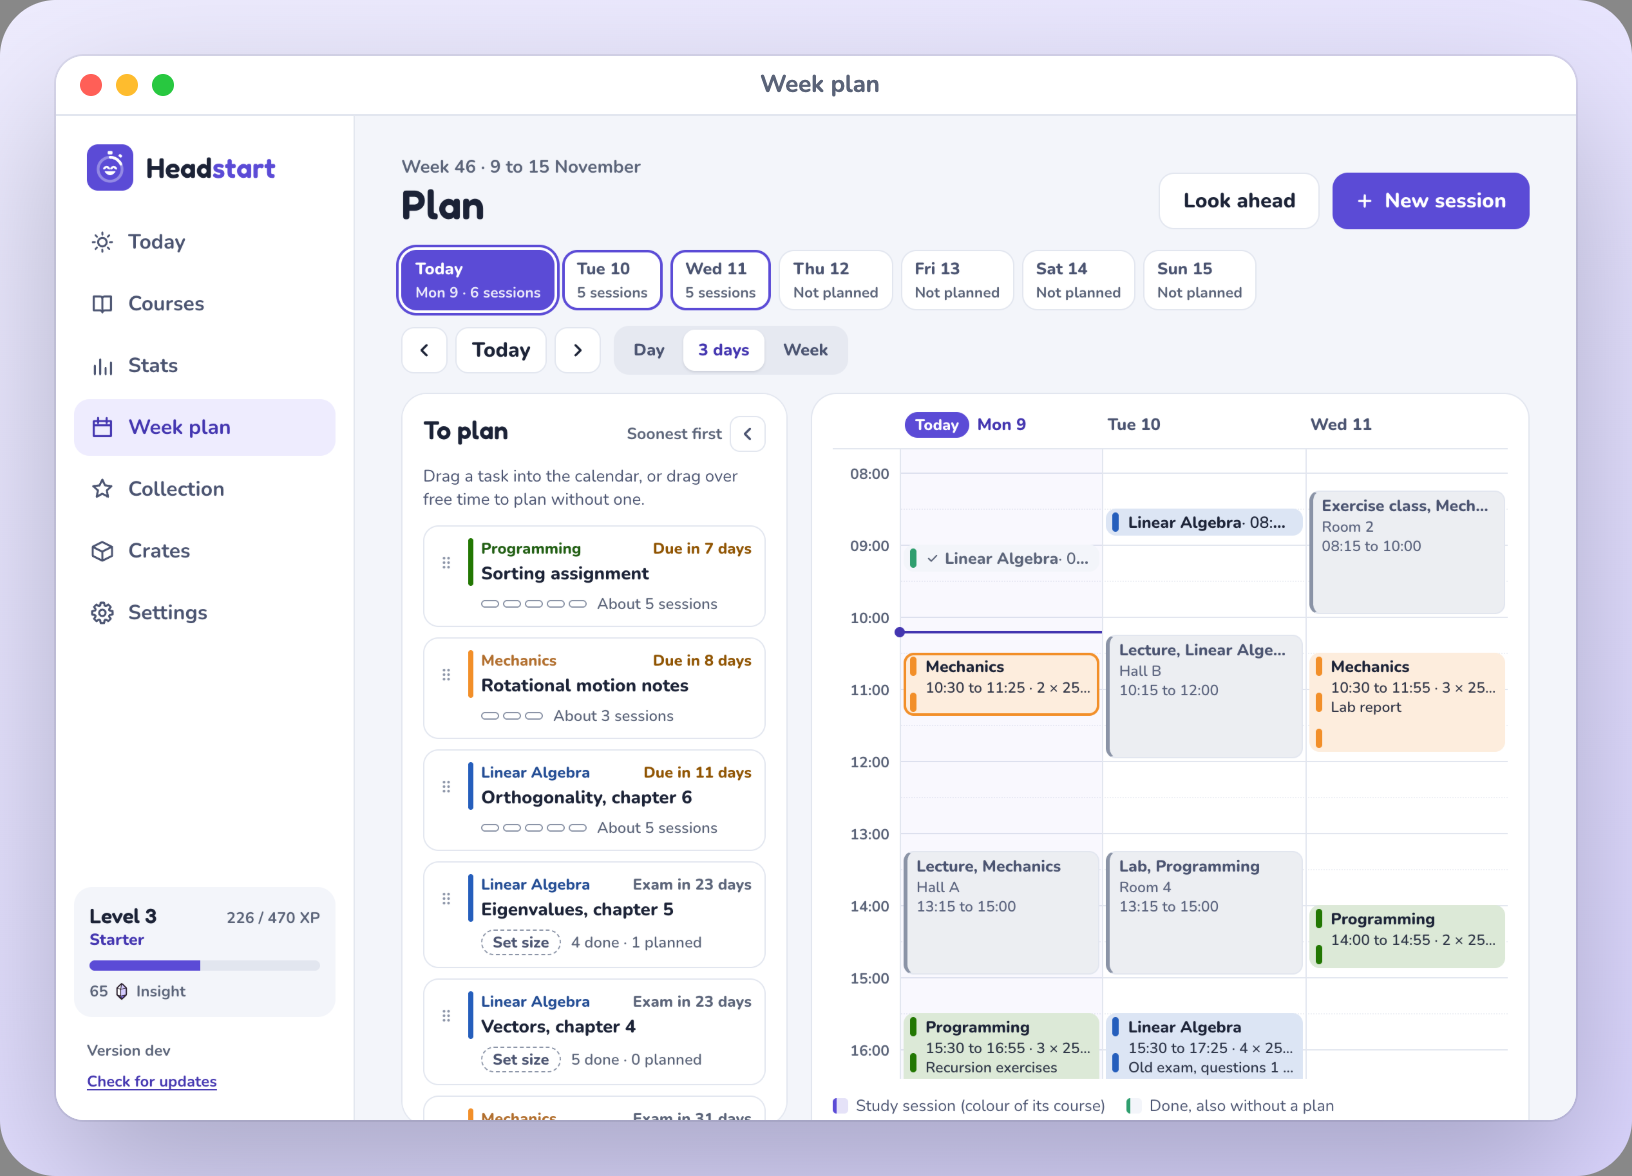 Week plan
Headstart
Today
Courses
Stats
Week plan
Collection
Crates
Settings
Level 3
226 / 470 XP
Starter
65 Insight
Version dev
Check for updates
Week 46 · 9 to 15 November
Plan
Look ahead
+ New session
Today
Mon 9 · 6 sessions
Tue 10
5 sessions
Wed 11
5 sessions
Thu 12
Not planned
Fri 13
Not planned
Sat 14
Not planned
Sun 15
Not planned
Today
Day
3 days
Week
To plan
Soonest first
Drag a task into the calendar, or drag over
free time to plan without one.
Programming
Due in 7 days
Sorting assignment
About 5 sessions
Mechanics
Due in 8 days
Rotational motion notes
About 3 sessions
Linear Algebra
Due in 11 days
Orthogonality, chapter 6
About 5 sessions
Linear Algebra
Exam in 23 days
Eigenvalues, chapter 5
Set size
4 done · 1 planned
Linear Algebra
Exam in 23 days
Vectors, chapter 4
Set size
5 done · 0 planned
Mechanics
Exam in 31 days
Today Mon 9
Tue 10
Wed 11
08:00
09:00
10:00
11:00
12:00
13:00
14:00
15:00
16:00
✓ Linear Algebra· 0...
Mechanics
10:30 to 11:25 · 2 × 25...
Lecture, Mechanics
Hall A
13:15 to 15:00
Programming
15:30 to 16:55 · 3 × 25...
Recursion exercises
Linear Algebra· 08:...
Lecture, Linear Alge...
Hall B
10:15 to 12:00
Lab, Programming
Room 4
13:15 to 15:00
Linear Algebra
15:30 to 17:25 · 4 × 25...
Old exam, questions 1 ...
Exercise class, Mech...
Room 2
08:15 to 10:00
Mechanics
10:30 to 11:55 · 3 × 25...
Lab report
Programming
14:00 to 14:55 · 2 × 25...
Study session (colour of its course)
Done, also without a plan